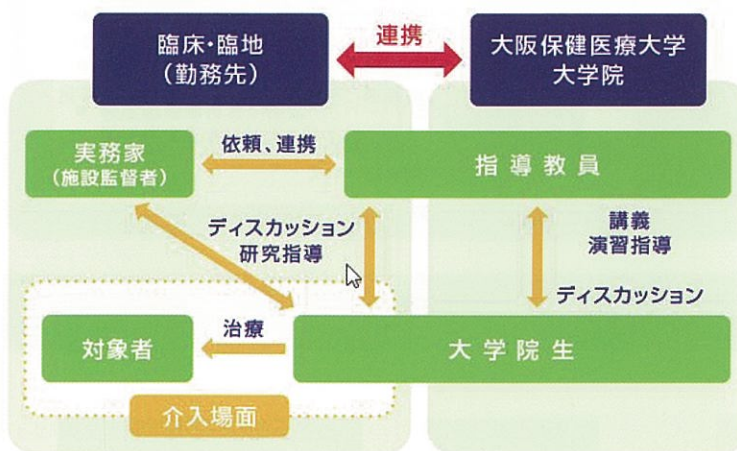 臨床・臨地
(勤務先)
連携
大阪保健医療大学
大学院
実務家
(施設監督者)
依頼、連携
指導教員
ディスカッション
研究指導
講義
演習指導
ディスカッション
対象者
治療
大学院生
介入場面